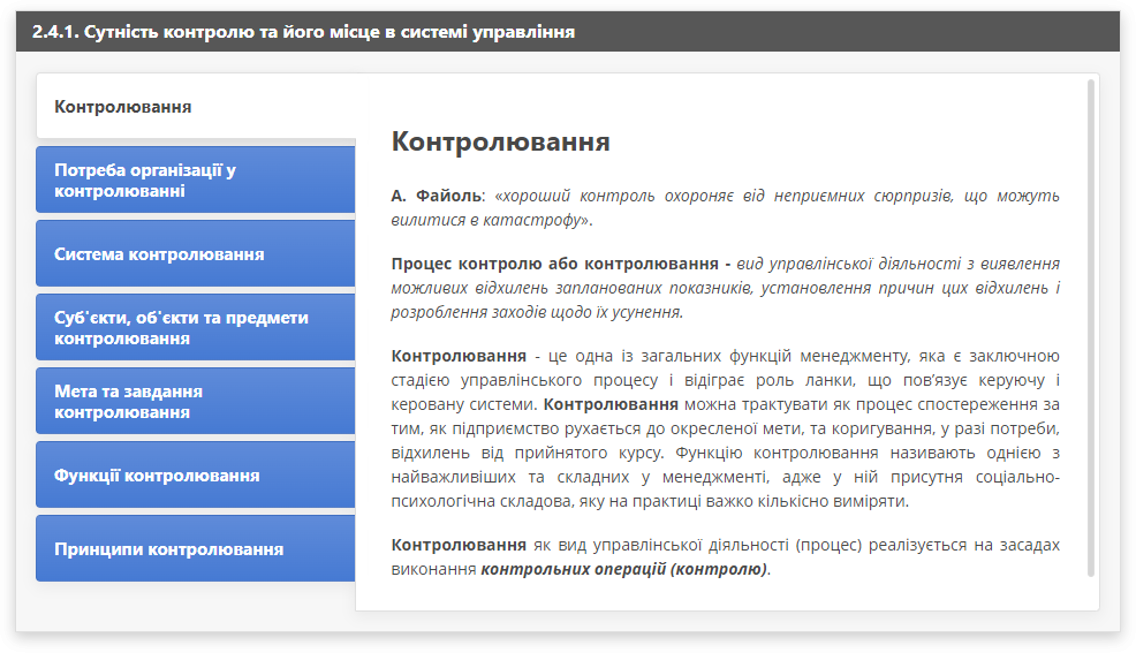 2.4.1. Сутність контролю та його місце в системі управління
Контролювання
Потреба організації у
контролюванні
Система контролювання
Суб'єкти, об'єкти та предмети
контролювання
Мета та завдання
контролювання
Функції контролювання
Принципи контролювання
Контролювання
А. Файоль: «хороший контроль охороняє від неприємних сюрпризів, що можуть
вилитися в катастрофу».
Процес контролю або контролювання - вид управлінської діяльності з виявлення
можливих відхилень запланованих показників, установлення причин цих відхилень і
розроблення заходів щодо їх усунення.
Контролювання - це одна із загальних функцій менеджменту, яка є заключною
стадією управлінського процесу і відіграє роль ланки, що пов’язує керуючу і
керовану системи. Контролювання можна трактувати як процес спостереження за
тим, як підприємство рухається до окресленої мети, та коригування, у разі потреби,
відхилень від прийнятого курсу. Функцію контролювання називають однією з
найважливіших та складних у менеджменті, адже у ній присутня соціально-
психологічна складова, яку на практиці важко кількісно виміряти.
Контролювання як вид управлінської діяльності (процес) реалізується на засадах
виконання контрольних операцій (контролю).